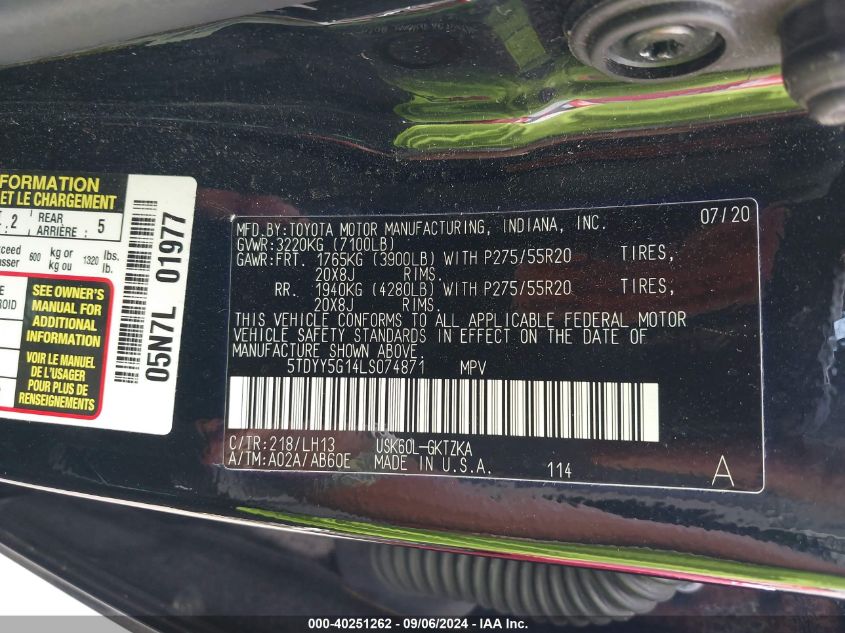 FORMATION
ET LE CHARGEMENT
2 REAR ARRIÈRE : 5
600 kg or kg ou 1320 lbs. lb.
SEE OWNER'S
MANUAL FOR
ADDITIONAL
INFORMATION
VOIR LE MANUEL
DE L'USAGER
POUR PLUS DE
RENSEIGNEMENTS
05N7L 01977
MFD.BY:TOYOTA MOTOR MANUFACTURING, INDIANA, INC. 07/20
GVWR:3220KG (7100LB)
GAWR:FRT. 1765KG (3900LB) WITH P275/55R20 TIRES,
20X8J RIMS.
RR. 1940KG (4280LB) WITH P275/55R20 TIRES,
20X8J RIMS.
THIS VEHICLE CONFORMS TO ALL APPLICABLE FEDERAL MOTOR
VEHICLE SAFETY STANDARDS IN EFFECT ON THE DATE OF
MANUFACTURE SHOWN ABOVE.
5TDYY5G14LS074871 MPV
C/TR:218/LH13 USK60L-GKTZKA
A/TM:A02A/AB60E MADE IN U.S.A. 114 A
000-40251262 - 09/06/2024 - IAA Inc.